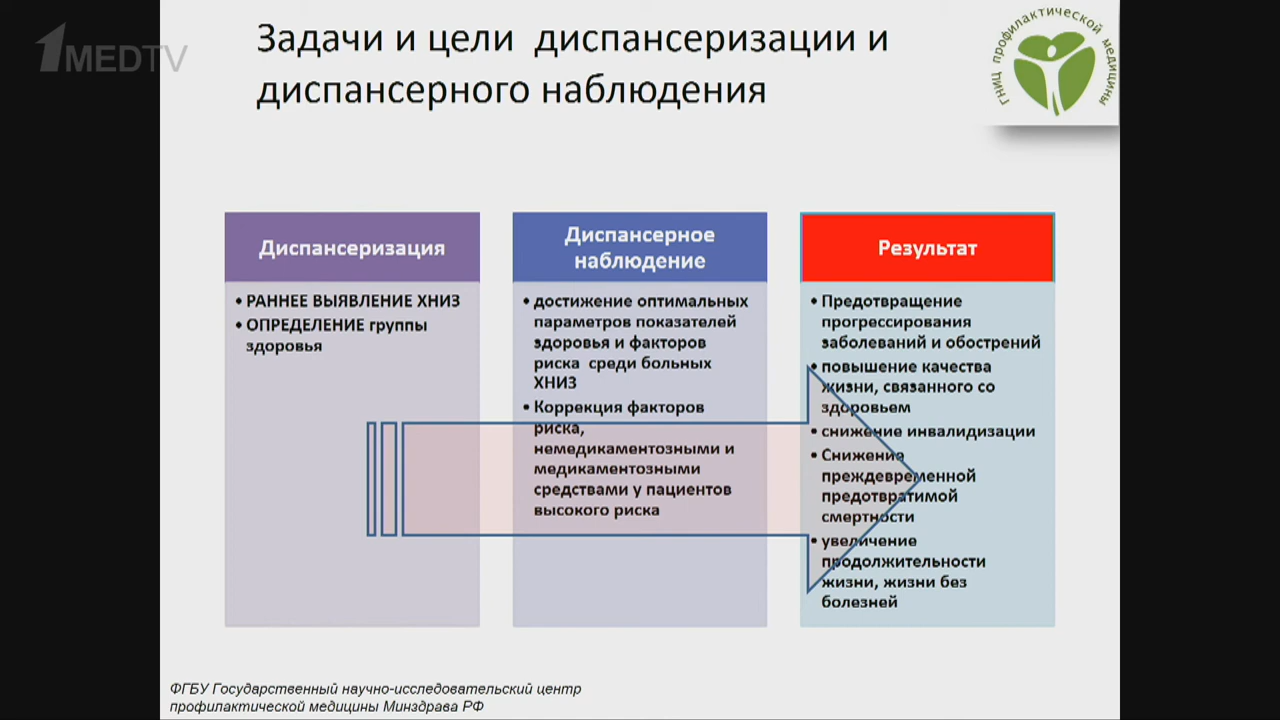 1MEDTV
Задачи и цели диспансеризации и
диспансерного наблюдения
ГНИЦ профилактической медицины
Диспансеризация
• РАННЕЕ ВЫЯВЛЕНИЕ ХНИЗ
• ОПРЕДЕЛЕНИЕ группы
здоровья
Диспансерное
наблюдение
• достижение оптимальных
параметров показателей
здоровья и факторов
риска среди больных
ХНИЗ
• Коррекция факторов
риска,
немедикаментозными и
медикаментозными
средствами у пациентов
высокого риска
Результат
• Предотвращение
прогрессирования
заболеваний и обострений
• повышение качества
жизни, связанного со
здоровьем
• снижение инвалидизации
• Снижение
преждевременной
предотвратимой
смертности
• увеличение
продолжительности
жизни, жизни без
болезней
ФГБУ Государственный научно-исследовательский центр
профилактической медицины Минздрава РФ